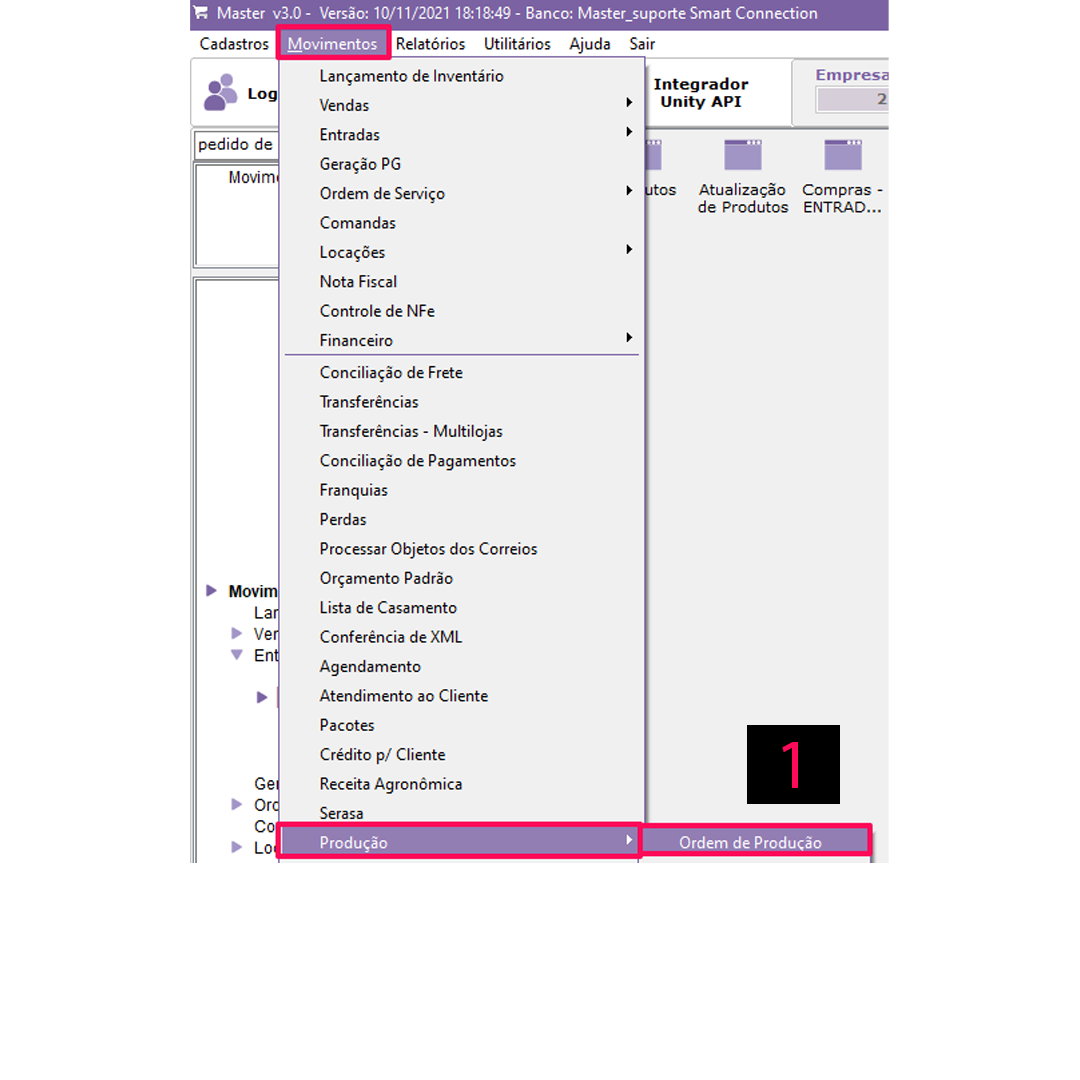 Master v3.0 - Versão: 10/11/2021 18:18:49 - Banco: Master_suporte Smart Connection
Cadastros Movimentos Relatórios Utilitários Ajuda Sair
Log
Integrador
Unity API
Empresa
2
pedido de
Movime
utos
Atualização
de Produtos
Compras -
ENTRAD...
Lançamento de Inventário
Vendas
Entradas
Geração PG
Ordem de Serviço
Comandas
Locações
Nota Fiscal
Controle de NFe
Financeiro
Conciliação de Frete
Transferências
Transferências - Multilojas
Conciliação de Pagamentos
Franquias
Perdas
Processar Objetos dos Correios
Orçamento Padrão
Lista de Casamento
Conferência de XML
Agendamento
Atendimento ao Cliente
Pacotes
Crédito p/ Cliente
Receita Agronômica
Serasa
Produção
Ordem de Produção
1
Movim
Lan
Ver
Ent
Ger
Ord
Co
Loc